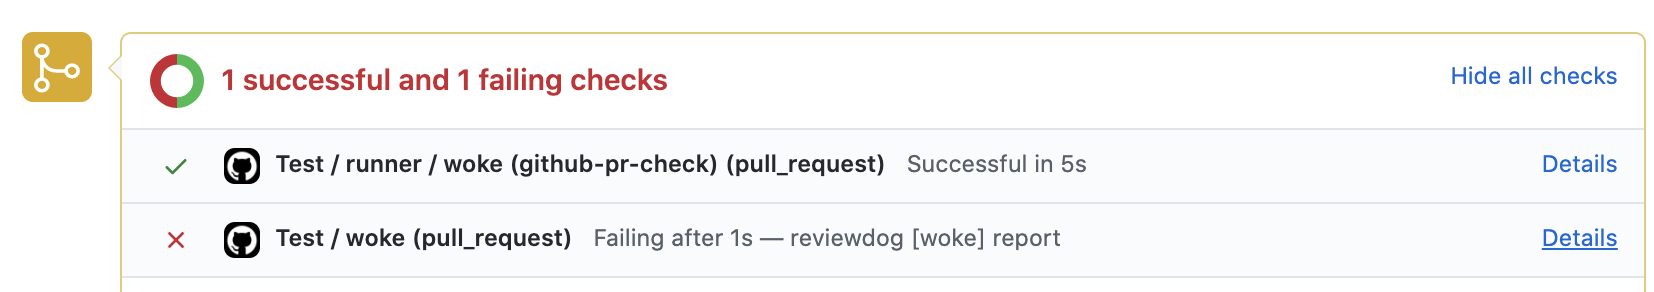 1 successful and 1 failing checks Hide all checks
Test / runner / woke (github-pr-check) (pull_request) Successful in 5s Details
Test / woke (pull_request) Failing after 1s — reviewdog [woke] report Details